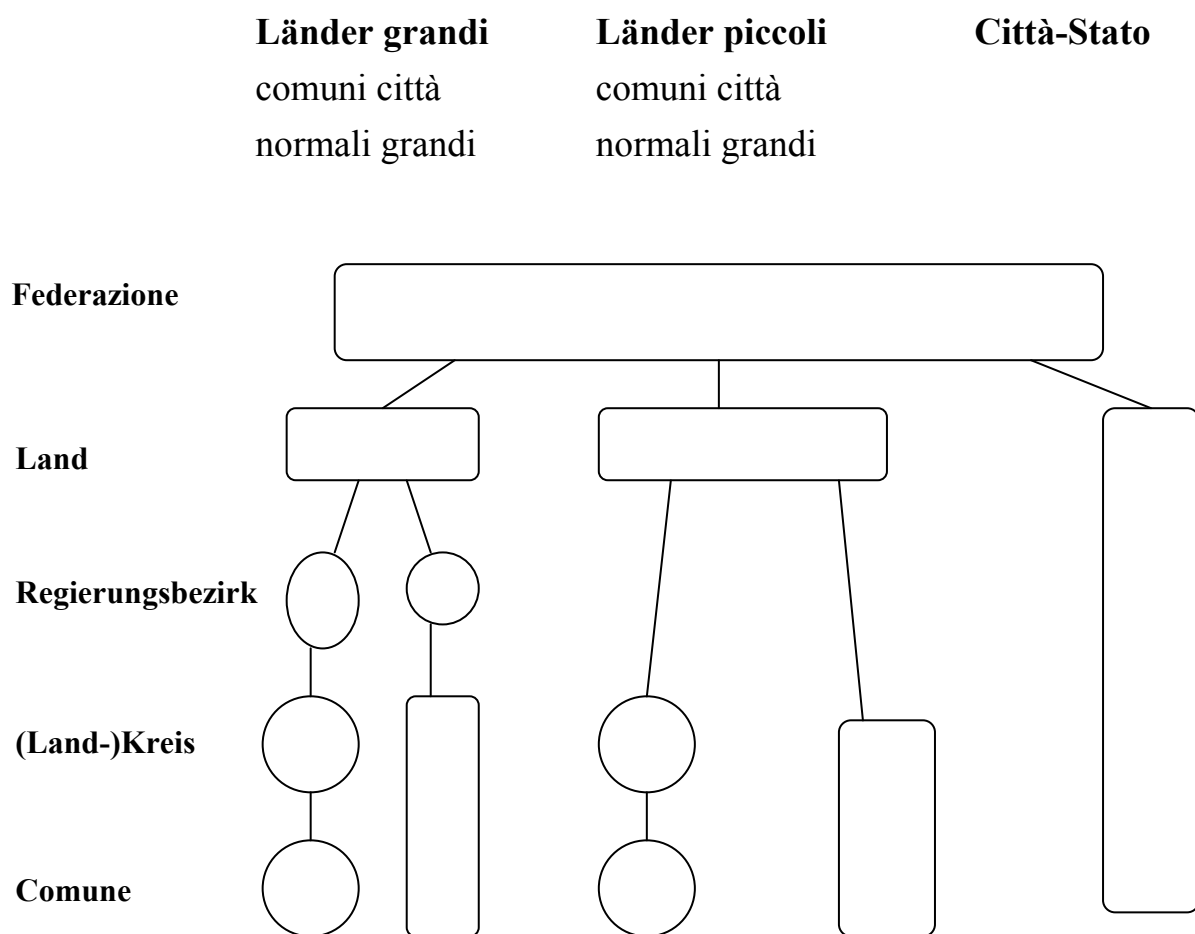 Länder grandi Länder piccoli Città-Stato
comuni città comuni città
normali grandi normali grandi
Federazione
Land
Regierungsbezirk
(Land-)Kreis
Comune